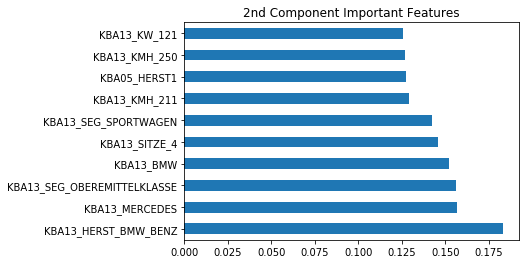 2nd Component Important Features
KBA13_KW_121
KBA13_KMH_250
KBA05_HERST1
KBA13_KMH_211
KBA13_SEG_SPORTWAGEN
KBA13_SITZE_4
KBA13_BMW
KBA13_SEG_OBEREMITTELKLASSE
KBA13_MERCEDES
KBA13_HERST_BMW_BENZ
0.000 0.025 0.050 0.075 0.100 0.125 0.150 0.175